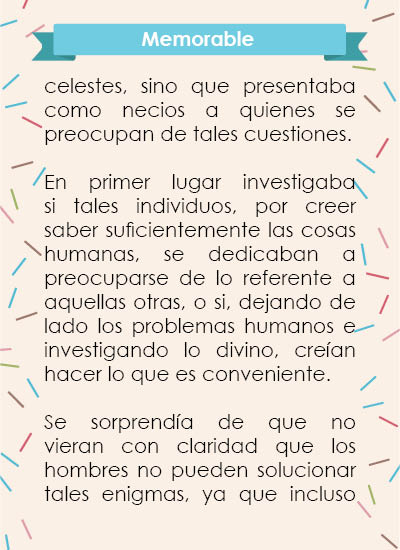 Memorable
celestes, sino que presentaba
como necios a quienes se
preocupan de tales cuestiones.
En primer lugar investigaba
si tales individuos, por creer
saber suficientemente las cosas
humanas, se dedicaban a
preocuparse de lo referente a
aquellas otras, o si, dejando de
lado los problemas humanos e
investigando lo divino, creían
hacer lo que es conveniente.
Se sorprendía de que no
vieran con claridad que los
hombres no pueden solucionar
tales enigmas, ya que incluso